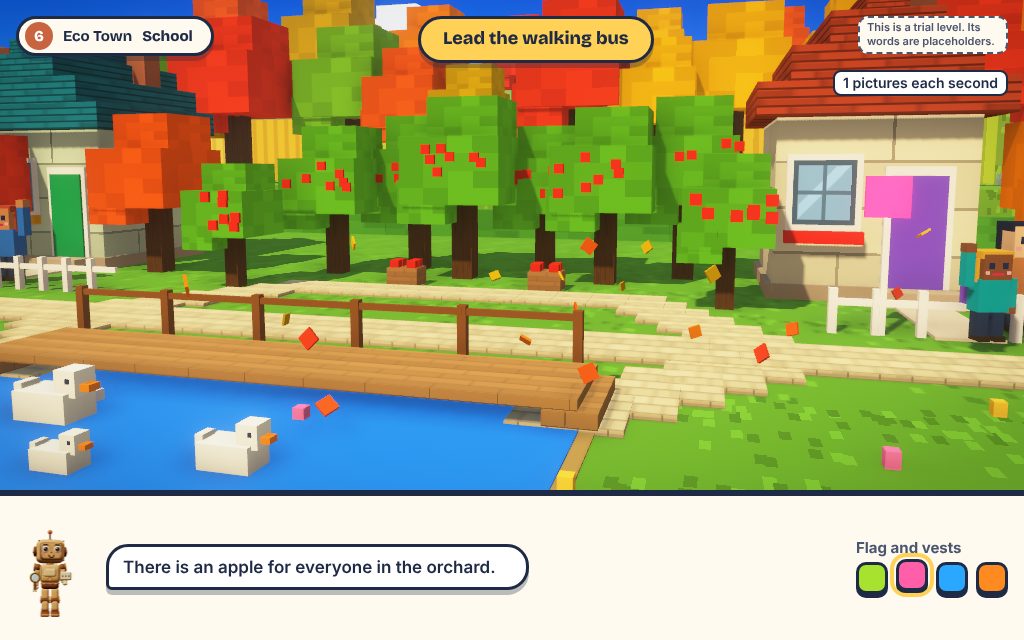 6 Eco Town School
Lead the walking bus
This is a trial level. Its
words are placeholders.
1 pictures each second
There is an apple for everyone in the orchard.
Flag and vests